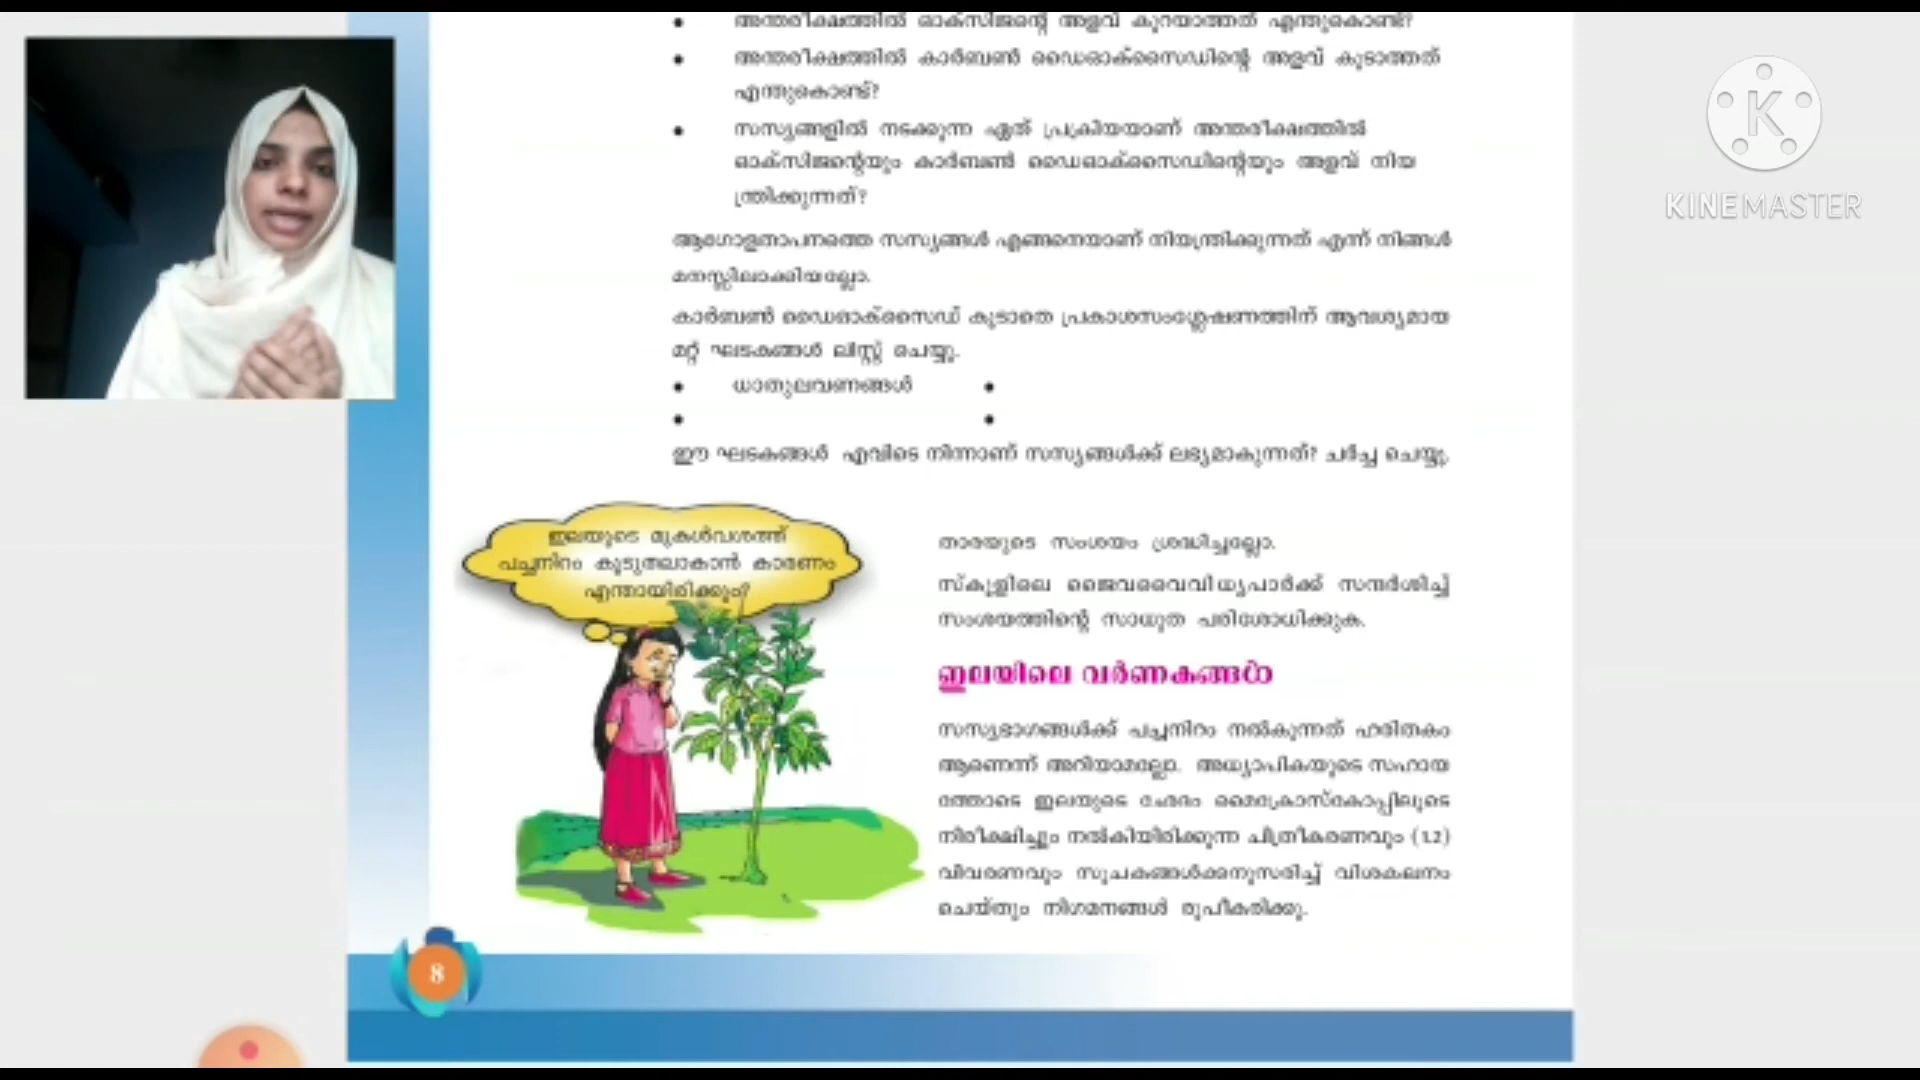 അന്തരീക്ഷത്തിൽ ഓക്സിജന്റെ അളവ് കുറയാത്തത് എന്തുകൊണ്ട്?
അന്തരീക്ഷത്തിൽ കാർബൺ ഡൈഓക്സൈഡിന്റെ അളവ് കൂടാത്തത്
എന്തുകൊണ്ട്?
സസ്യങ്ങളിൽ നടക്കുന്ന ഏത് പ്രക്രിയയാണ് അന്തരീക്ഷത്തിൽ
ഓക്സിജന്റെയും കാർബൺ ഡൈഓക്സൈഡിന്റെയും അളവ് നിയ
ന്ത്രിക്കുന്നത്?
ആഗോളതാപനത്തെ സസ്യങ്ങൾ എങ്ങനെയാണ് നിയന്ത്രിക്കുന്നത് എന്ന് നിങ്ങൾ
മനസ്സിലാക്കിയല്ലോ.
കാർബൺ ഡൈഓക്സൈഡ് കൂടാതെ പ്രകാശസംശ്ലേഷണത്തിന് ആവശ്യമായ
മറ്റ് ഘടകങ്ങൾ ലിസ്റ്റ് ചെയ്യൂ.
ധാതുലവണങ്ങൾ
ഈ ഘടകങ്ങൾ എവിടെ നിന്നാണ് സസ്യങ്ങൾക്ക് ലഭ്യമാകുന്നത്? ചർച്ച ചെയ്യൂ.
ഇലയുടെ മുകൾവശത്ത്
പച്ചനിറം കൂടുതലാകാൻ കാരണം
എന്തായിരിക്കും?
താരയുടെ സംശയം ശ്രദ്ധിച്ചല്ലോ.
സ്കൂളിലെ ജൈവവൈവിധ്യപാർക്ക് സന്ദർശിച്ച്
സംശയത്തിന്റെ സാധുത പരിശോധിക്കുക.
ഇലയിലെ വർണകങ്ങൾ
സസ്യഭാഗങ്ങൾക്ക് പച്ചനിറം നൽകുന്നത് ഹരിതകം
ആണെന്ന് അറിയാമല്ലോ. അധ്യാപികയുടെ സഹായ
ത്തോടെ ഇലയുടെ ഛേദം മൈക്രോസ്കോപ്പിലൂടെ
നിരീക്ഷിച്ചും നൽകിയിരിക്കുന്ന ചിത്രീകരണവും (1.2)
വിവരണവും സൂചകങ്ങൾക്കനുസരിച്ച് വിശകലനം
ചെയ്തും നിഗമനങ്ങൾ രൂപീകരിക്കൂ.
8
K
KINEMASTER